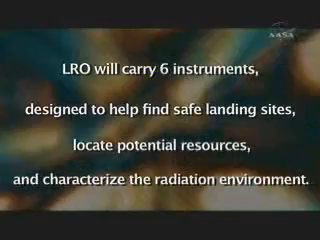 NASA
LRO will carry 6 instruments,
designed to help find safe landing sites,
locate potential resources,
and characterize the radiation environment.